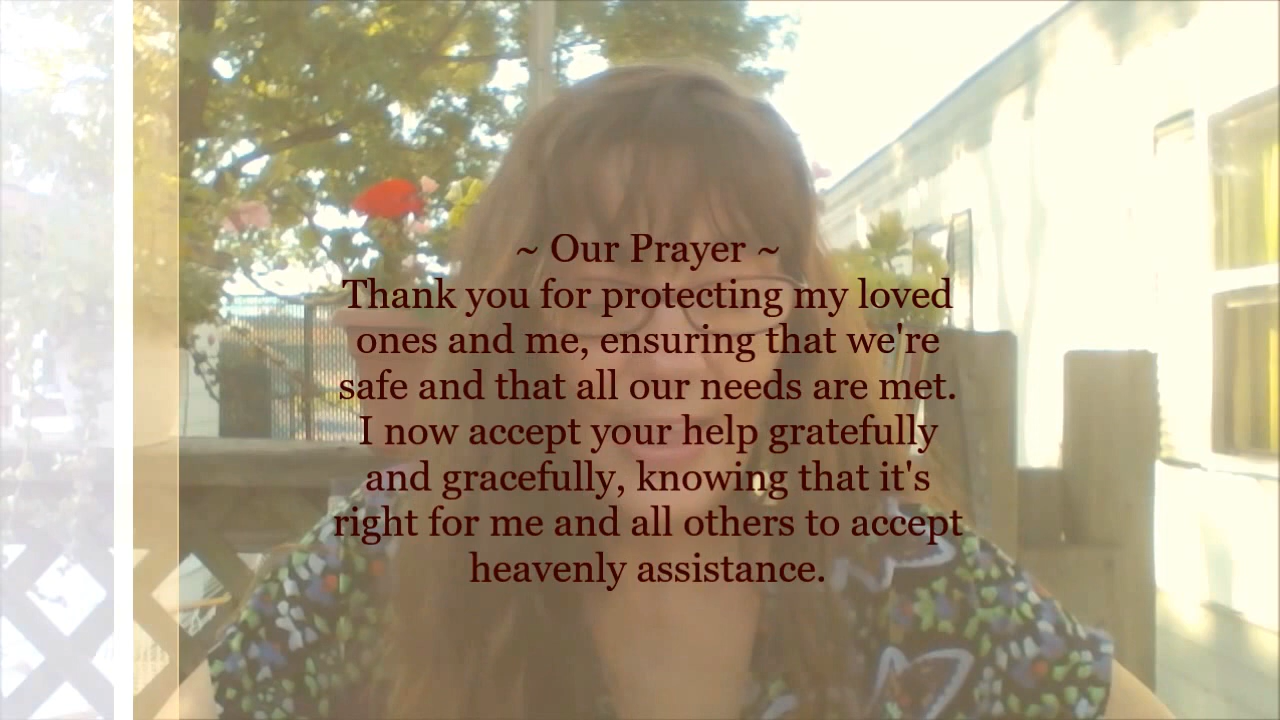 ~ Our Prayer ~
Thank you for protecting my loved
ones and me, ensuring that we're
safe and that all our needs are met.
I now accept your help gratefully
and gracefully, knowing that it's
right for me and all others to accept
heavenly assistance.